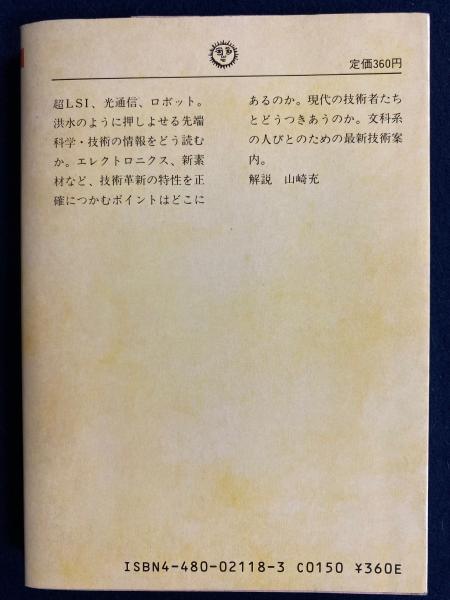 定価360円
超LSI、光通信、ロボット。
洪水のように押しよせる先端
科学・技術の情報をどう読む
か。エレクトロニクス、新素
材など、技術革新の特性を正
確につかむポイントはどこに
あるのか。現代の技術者たち
とどうつきあうのか。文科系
の人びとのための最新技術案
内。
解説　山崎充
ISBN4-480-02118-3 C0150 ¥360E